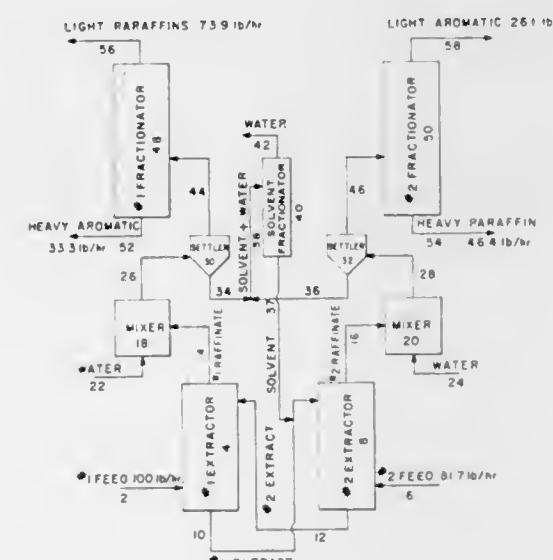 LIGHT RARAFFINS 73.9 lb/hr
56
LIGHT AROMATIC 26.1 lb
58
1 FRACTIONATOR
48
WATER
42
SOLVENT
FRACTIONATOR
40
2 FRACTIONATOR
50
44
46
SOLVENT + WATER
38
HEAVY AROMATIC
33.3 lb/hr
52
HEAVY PARAFFIN
54
46.4 lb/hr
SETTLER
30
SETTLER
32
26
28
34
36
37
MIXER
18
MIXER
20
WATER
24
ATER
22
4
#1 RAFFINATE
SOLVENT
#2 RAFFINATE
16
1 EXTRACTOR
4
2 EXTRACT
2 EXTRACTOR
8
1 FEED 100 lb/hr.
2
2 FEED 81.7 lb/hr
6
10
12